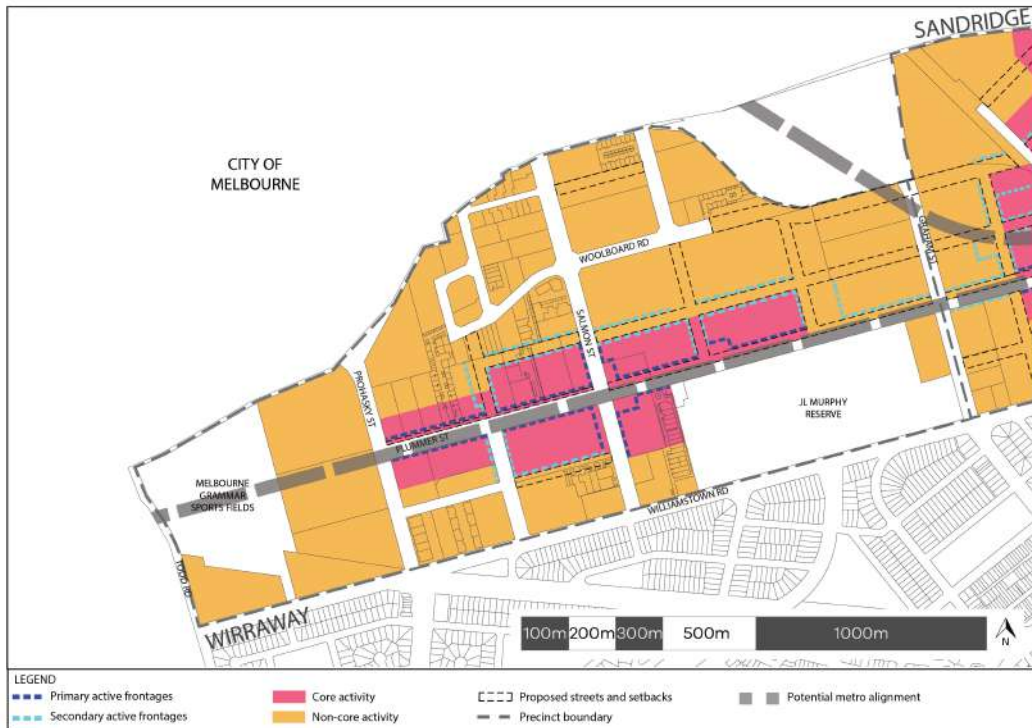 SANDRIDGE
CITY OF
MELBOURNE
WOOLBOARD RD
GRAHAM ST
SALMON ST
PROHASKY ST
PLUMMER ST
JL MURPHY
RESERVE
MELBOURNE
GRAMMAR
SPORTS FIELDS
WILLIAMSTOWN RD
TODD RD
WIRRAWAY
100m 200m 300m 500m 1000m
N
LEGEND
Primary active frontages
Core activity
Proposed streets and setbacks
Potential metro alignment
Secondary active frontages
Non-core activity
Precinct boundary